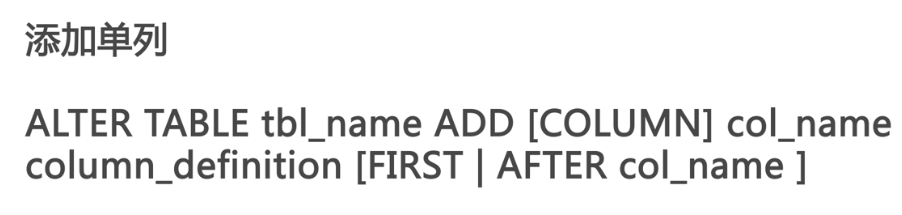 添加单列
ALTER TABLE tbl_name ADD [COLUMN] col_name
column_definition [FIRST | AFTER col_name ]